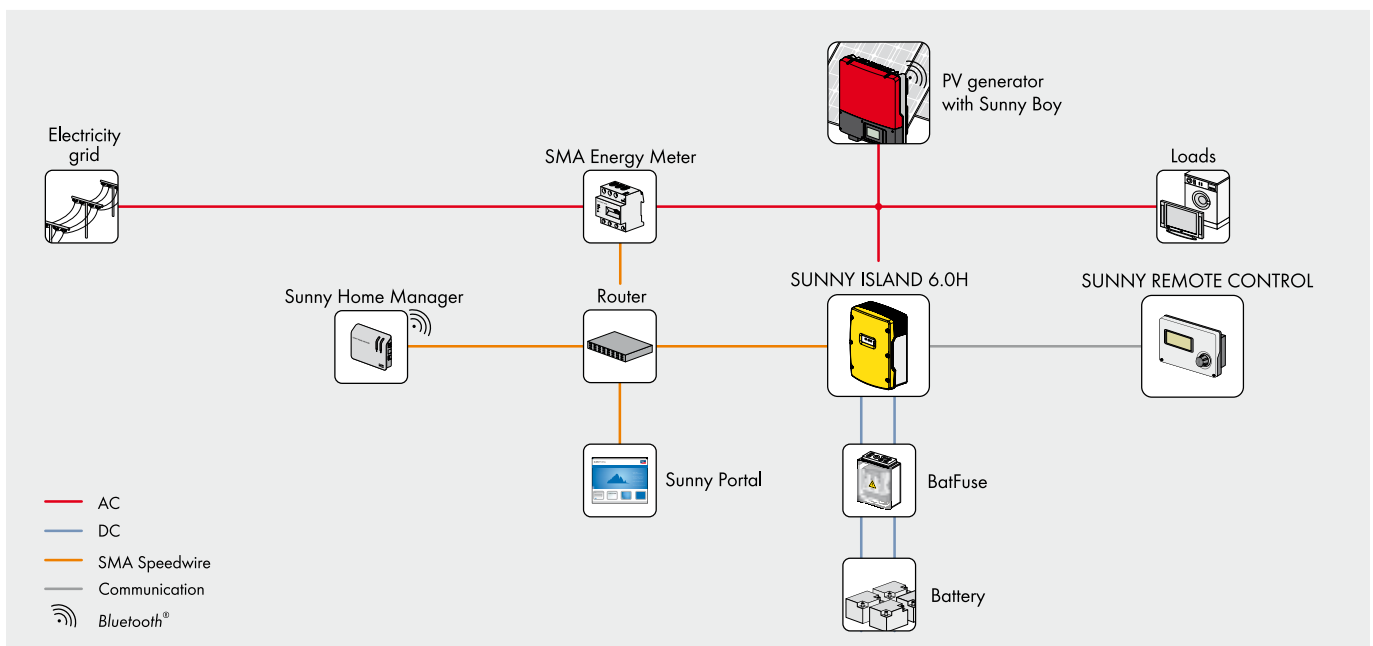 PV generator
with Sunny Boy
Electricity
grid
SMA Energy Meter
Loads
Sunny Home Manager
Router
SUNNY ISLAND 6.0H
SUNNY REMOTE CONTROL
Sunny Portal
BatFuse
Battery
AC
DC
SMA Speedwire
Communication
Bluetooth®